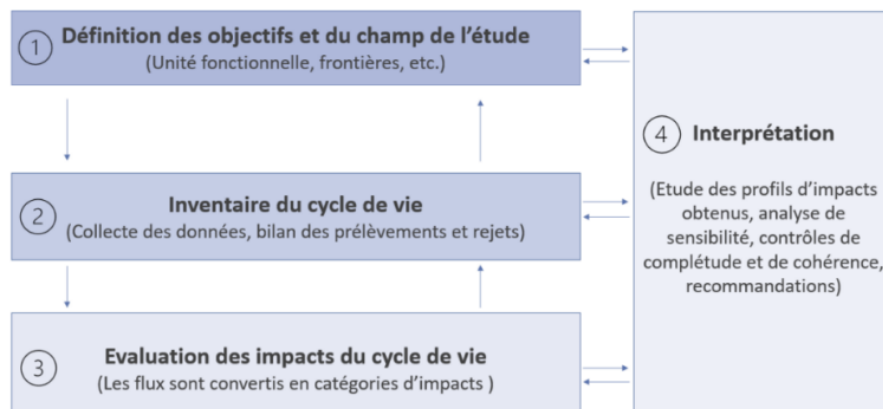 1
Définition des objectifs et du champ de l’étude
(Unité fonctionnelle, frontières, etc.)
2
Inventaire du cycle de vie
(Collecte des données, bilan des prélèvements et rejets)
3
Evaluation des impacts du cycle de vie
(Les flux sont convertis en catégories d’impacts )
4 Interprétation
(Etude des profils d’impacts
obtenus, analyse de
sensibilité, contrôles de
complétude et de cohérence,
recommandations)